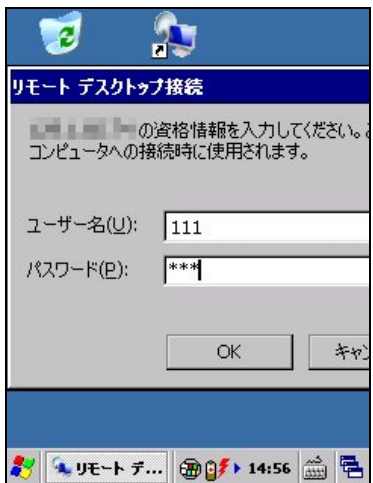 リモート デスクトップ接続
の資格情報を入力してください。
コンピュータへの接続時に使用されます。
ユーザー名(U):
111
パスワード(P):
***
OK
キャン
リモート デ...
14:56